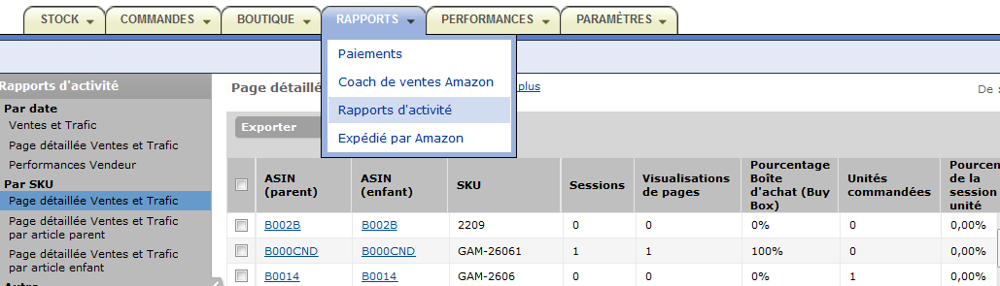 STOCK COMMANDES BOUTIQUE RAPPORTS PERFORMANCES PARAMÈTRES
Paiements
Coach de ventes Amazon
Rapports d'activité
Expédié par Amazon
Rapports d'activité
Par date
Ventes et Trafic
Page détaillée Ventes et Trafic
Performances Vendeur
Par SKU
Page détaillée Ventes et Trafic
Page détaillée Ventes et Trafic
par article parent
Page détaillée Ventes et Trafic
par article enfant
Page détaillé plus De :
Exporter
ASIN (parent) ASIN (enfant) SKU Sessions Visualisations de pages Pourcentage Boîte d'achat (Buy Box) Unités commandées Pourcen de la session unité
B002B B002B 2209 0 0 0% 0 0,00%
B000CND B000CND GAM-26061 1 1 100% 0 0,00%
B0014 B0014 GAM-2606 0 0 0% 1 0,00%